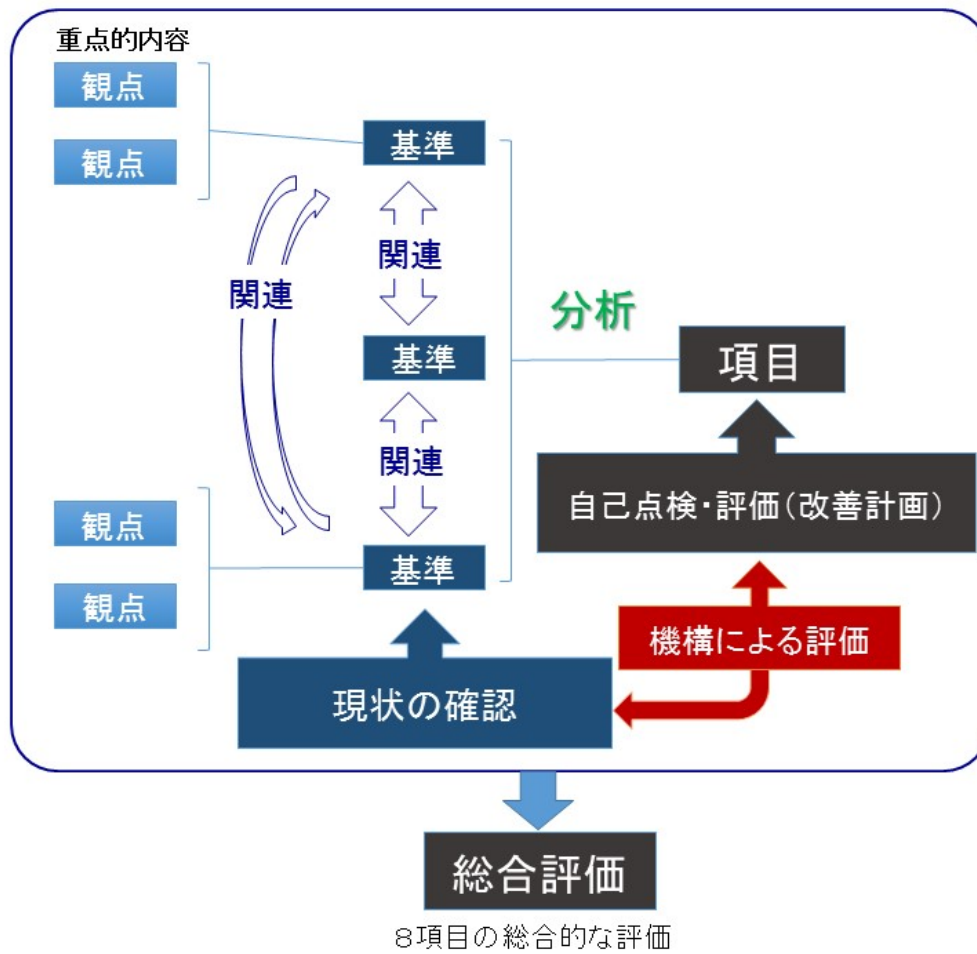 重点的内容
観点
観点
基準
関連
関連
基準
関連
観点
観点
基準
分析
項目
自己点検・評価(改善計画)
機構による評価
現状の確認
総合評価
８項目の総合的な評価